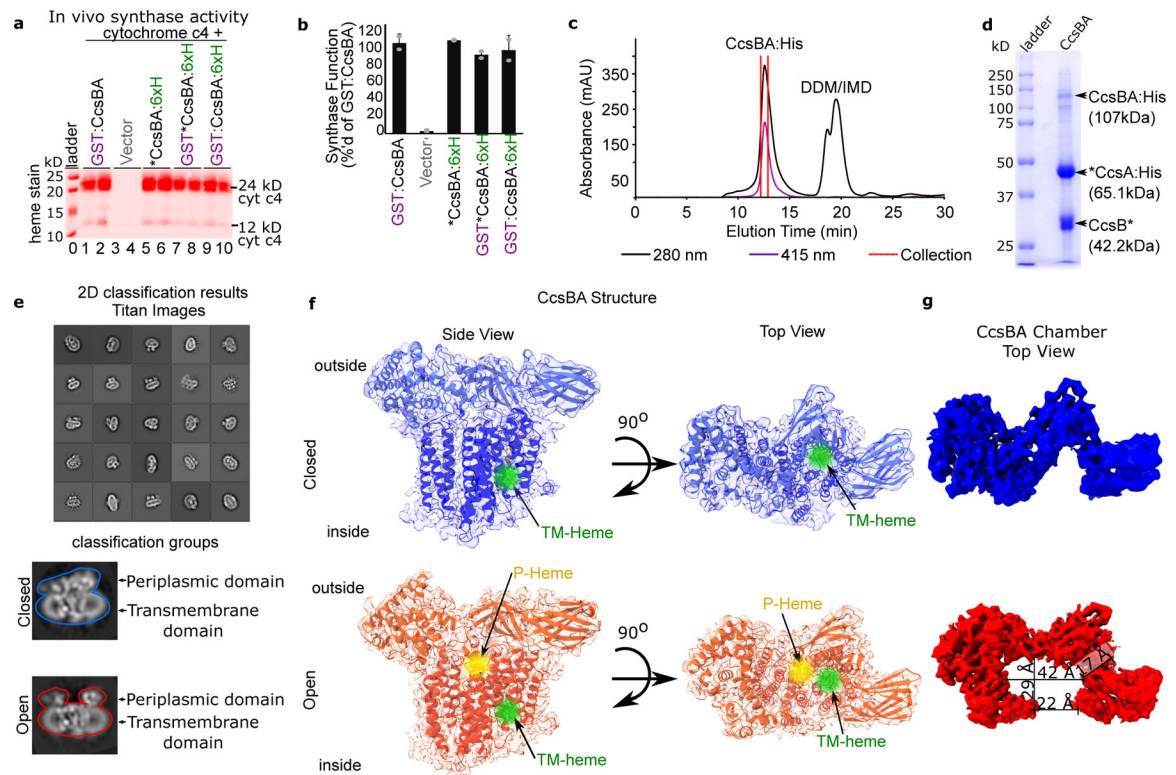 a
In vivo synthase activity
cytochrome c4 +
ladder
GST:CcsBA
Vector
*CcsBA:6xH
GST*CcsBA:6xH
GST:CcsBA:6xH
kD
heme stain
25
20
15
10
24 kD
cyt c4
12 kD
cyt c4
0 1 2 3 4 5 6 7 8 9 10
b
Synthase Function
(%'d of GST:CcsBA)
120
100
80
60
40
20
0
GST:CcsBA
Vector
*CcsBA:6xH
GST*CcsBA:6xH
GST:CcsBA:6xH
c
CcsBA:His
DDM/IMD
Absorbance (mAU)
350
250
150
50
0 5 10 15 20 25 30
Elution Time (min)
280 nm
415 nm
Collection
d
ladder
CcsBA
kD
250
150
100
75
50
37
25
CcsBA:His
(107kDa)
*CcsA:His
(65.1kDa)
CcsB*
(42.2kDa)
e
2D classification results
Titan Images
classification groups
Closed
Periplasmic domain
Transmembrane
domain
Open
Periplasmic domain
Transmembrane
domain
f
CcsBA Structure
Side View
Top View
outside
Closed
inside
TM-Heme
90o
TM-heme
outside
P-Heme
Open
inside
TM-heme
90o
P-Heme
TM-heme
g
CcsBA Chamber
Top View
29 Å
42 Å
17 Å
22 Å